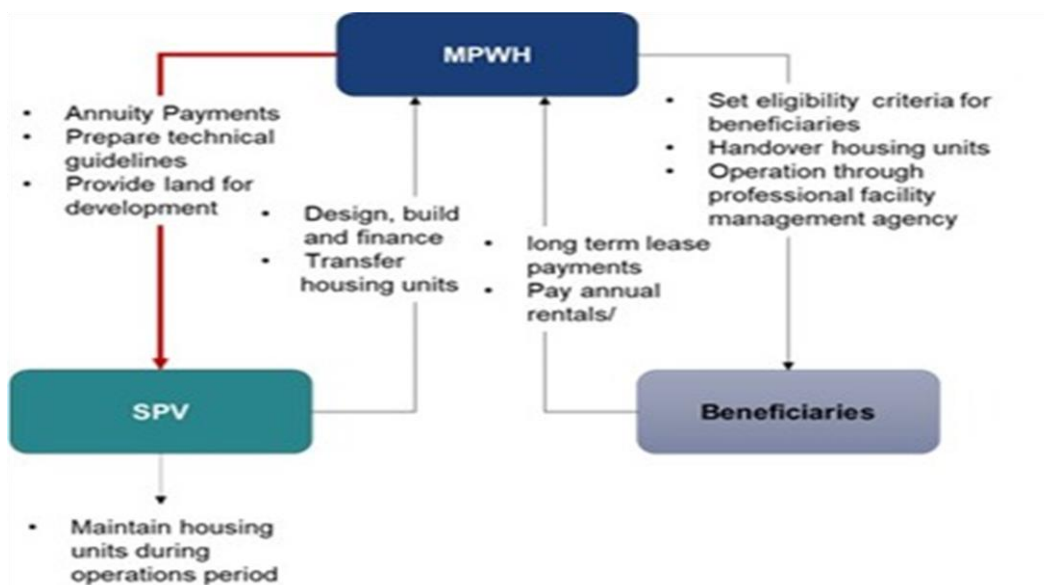 MPWH
• Annuity Payments
• Prepare technical
guidelines
• Provide land for
development
• Design, build
and finance
• Transfer
housing units
• long term lease
payments
• Pay annual
rentals/
• Set eligibility criteria for
beneficiaries
• Handover housing units
• Operation through
professional facility
management agency
SPV
Beneficiaries
• Maintain housing
units during
operations period